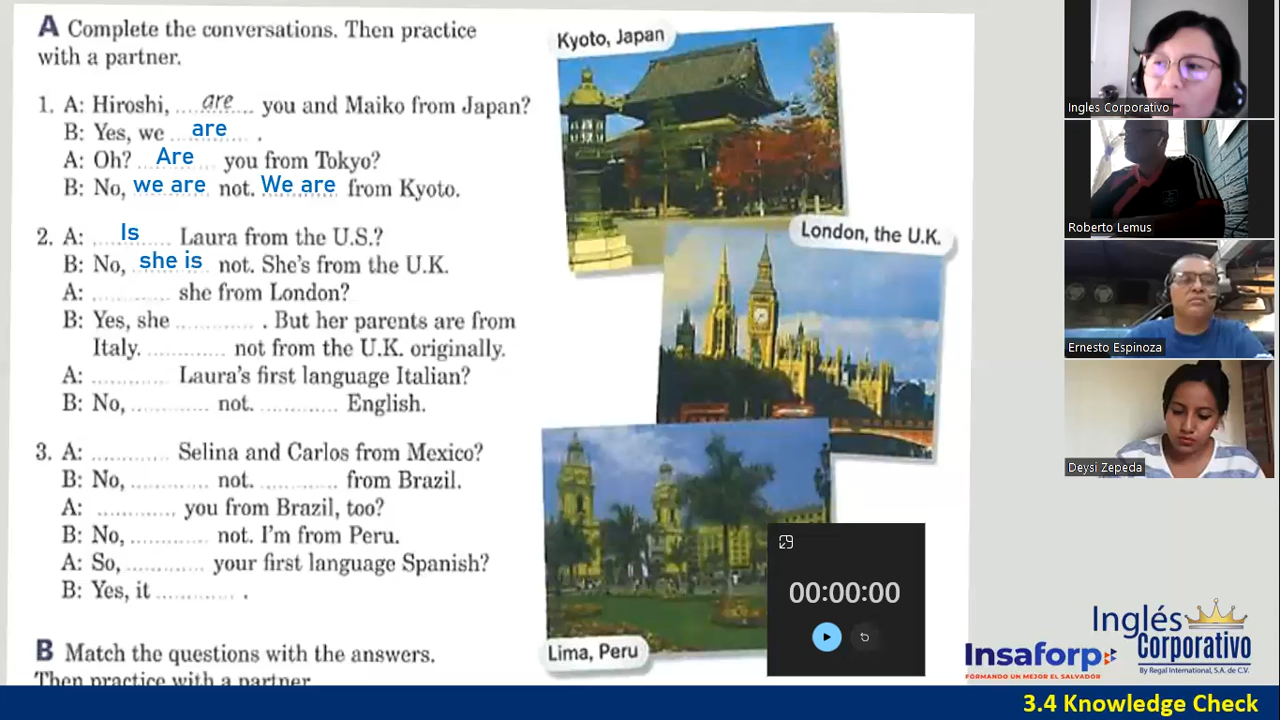 A Complete the conversations. Then practice
with a partner.
1. A: Hiroshi, are you and Maiko from Japan?
B: Yes, we are .
A: Oh? Are you from Tokyo?
B: No, we are not. We are from Kyoto.
2. A: Is Laura from the U.S.?
B: No, she is not. She's from the U.K.
A: ............ she from London?
B: Yes, she ............ . But her parents are from
Italy. ............ not from the U.K. originally.
A: ............ Laura's first language Italian?
B: No, ............ not. ............ English.
3. A: ............ Selina and Carlos from Mexico?
B: No, ............ not. ............ from Brazil.
A: ............ you from Brazil, too?
B: No, ............ not. I'm from Peru.
A: So, ............ your first language Spanish?
B: Yes, it ............ .
B Match the questions with the answers.
Then practice with a partner.
Kyoto, Japan
London, the U.K.
Lima, Peru
00:00:00
Ingles Corporativo
Roberto Lemus
Ernesto Espinoza
Deysi Zepeda
Insaforp
FORMANDO UN MEJOR EL SALVADOR
Inglés
Corporativo
By Regal International, S.A. de C.V.
3.4 Knowledge Check